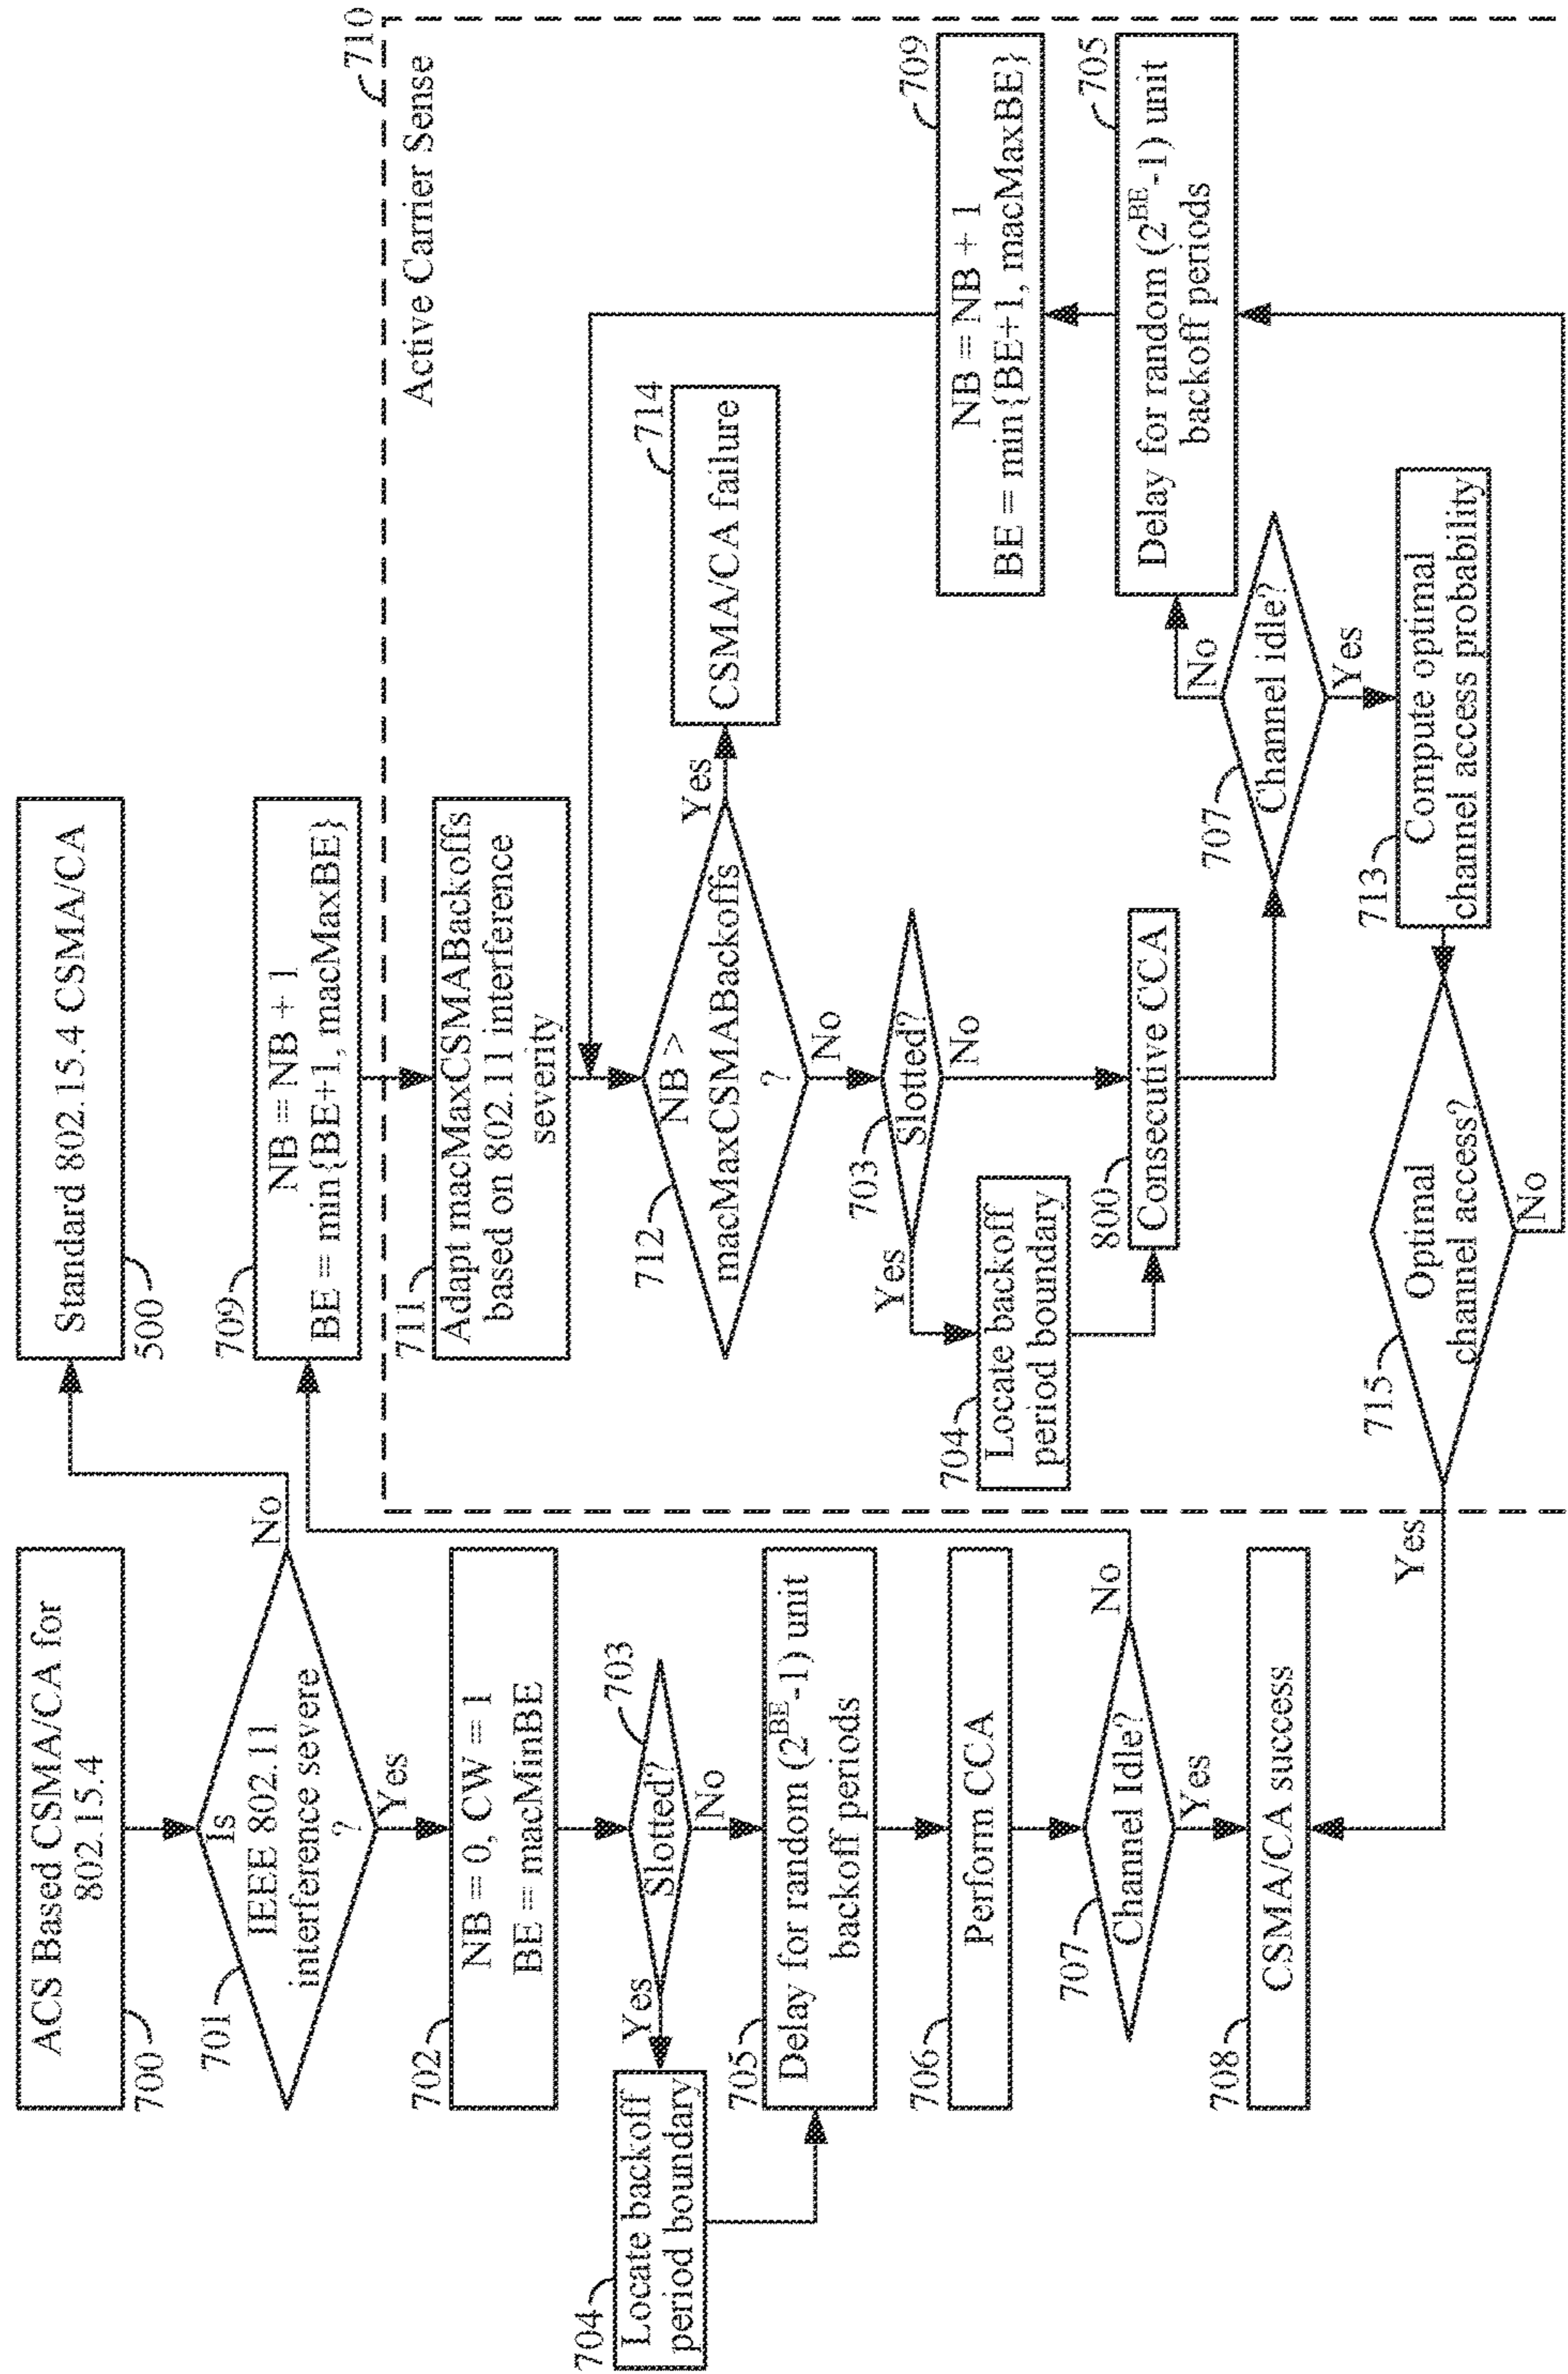 ACS Based CSMA/CA for
802.15.4
700
701
Is
IEEE 802.11
interference severe
?
No
Yes
702
NB = 0, CW = 1
BE = macMinBE
703
Slotted?
Yes
No
704
Locate backoff
period boundary
705
Delay for random (2^BE-1) unit
backoff periods
706
Perform CCA
707
Channel Idle?
No
Yes
708
CSMA/CA success
Standard 802.15.4 CSMA/CA
500
709
NB = NB + 1
BE = min{BE+1, macMaxBE}
710
Active Carrier Sense
711
Adapt macMaxCSMABackoffs
based on 802.11 interference
severity
712
NB >
macMaxCSMABackoffs
?
Yes
No
714
CSMA/CA failure
703
Slotted?
Yes
No
704
Locate backoff
period boundary
800
Consecutive CCA
707
Channel idle?
No
Yes
709
NB = NB + 1
BE = min{BE+1, macMaxBE}
705
Delay for random (2^BE-1) unit
backoff periods
713
Compute optimal
channel access probability
715
Optimal
channel access?
Yes
No